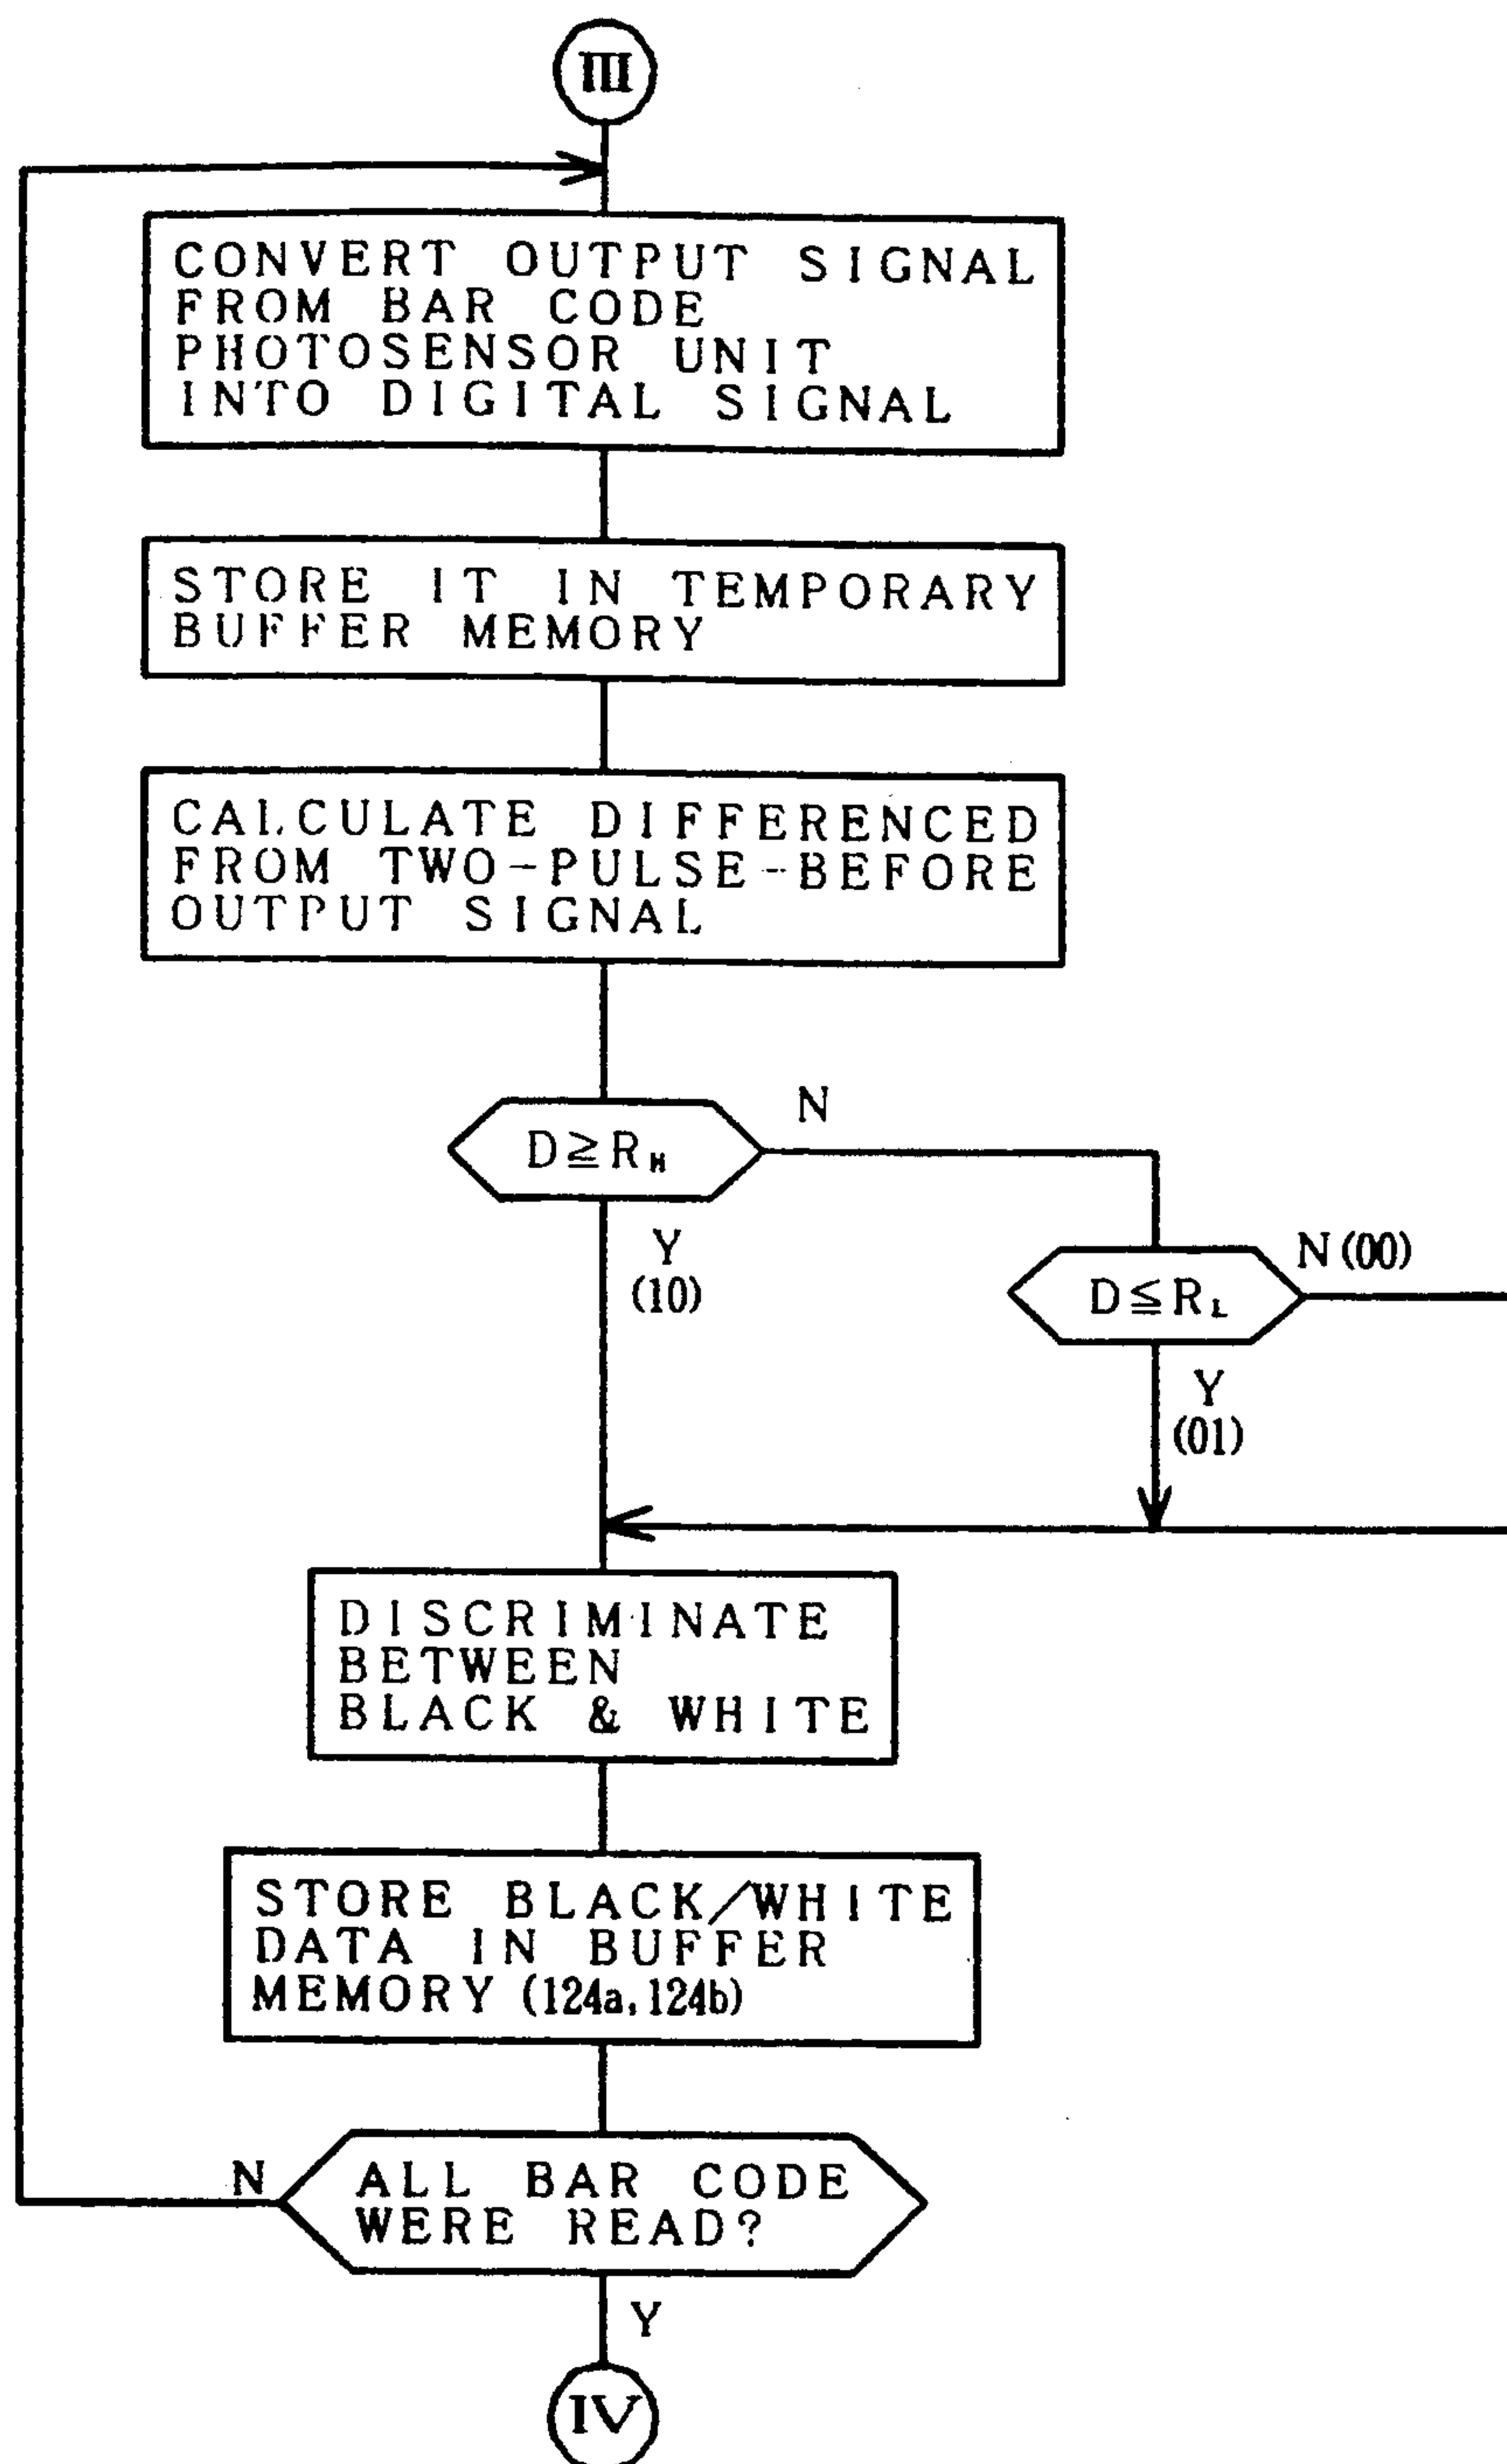 III
CONVERT OUTPUT SIGNAL
FROM BAR CODE
PHOTOSENSOR UNIT
INTO DIGITAL SIGNAL
STORE IT IN TEMPORARY
BUFFER MEMORY
CALCULATE DIFFERENCED
FROM TWO-PULSE-BEFORE
OUTPUT SIGNAL
N
D≧R_H
Y
(10)
N(00)
D≦R_L
Y
(01)
DISCRIMINATE
BETWEEN
BLACK & WHITE
STORE BLACK/WHITE
DATA IN BUFFER
MEMORY (124a, 124b)
N
ALL BAR CODE
WERE READ?
Y
IV